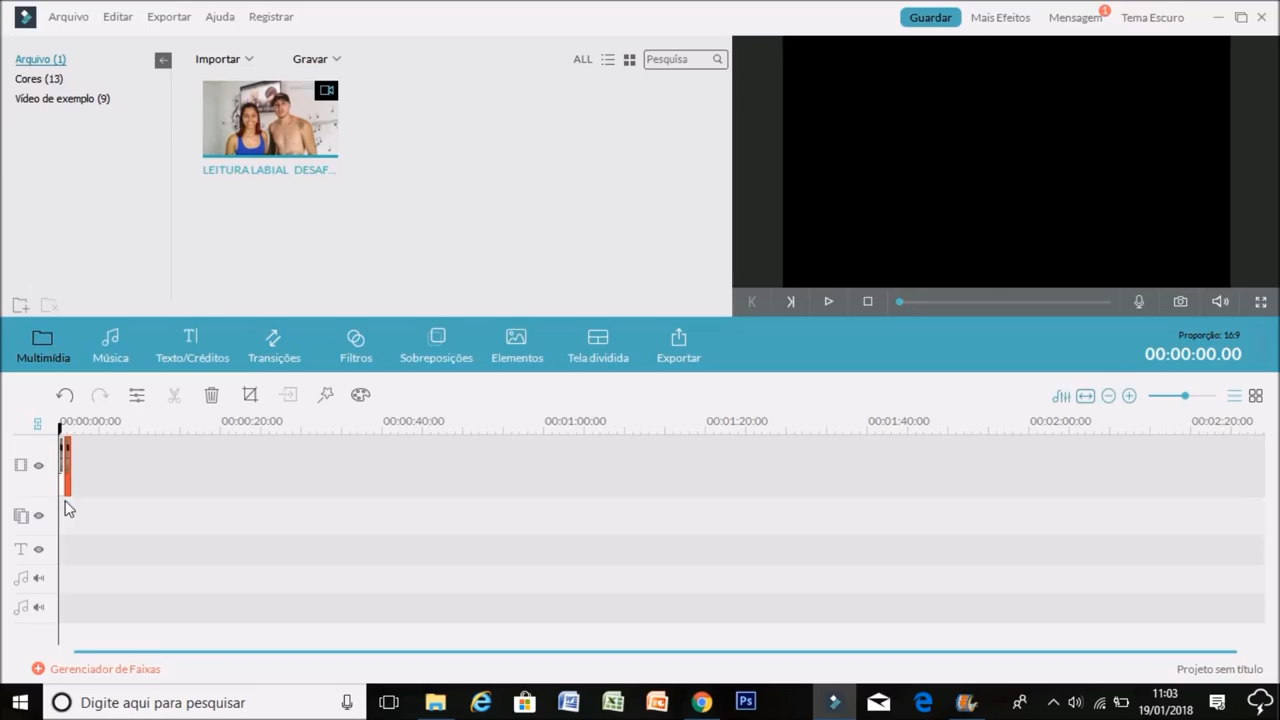 Arquivo Editar Exportar Ajuda Registrar Guardar Mais Efeitos Mensagem 1 Tema Escuro
Arquivo (1) Importar Gravar ALL Pesquisa
Cores (13)
Vídeo de exemplo (9)
LEITURA LABIAL DESAF...
Multimídia Música Texto/Créditos Transições Filtros Sobreposições Elementos Tela dividida Exportar
Proporção: 16:9
00:00:00.00
00:00:00:00 00:00:20:00 00:00:40:00 00:01:00:00 00:01:20:00 00:01:40:00 00:02:00:00 00:02:20:00
Gerenciador de Faixas Projeto sem título
Digite aqui para pesquisar Ps 11:03
19/01/2018